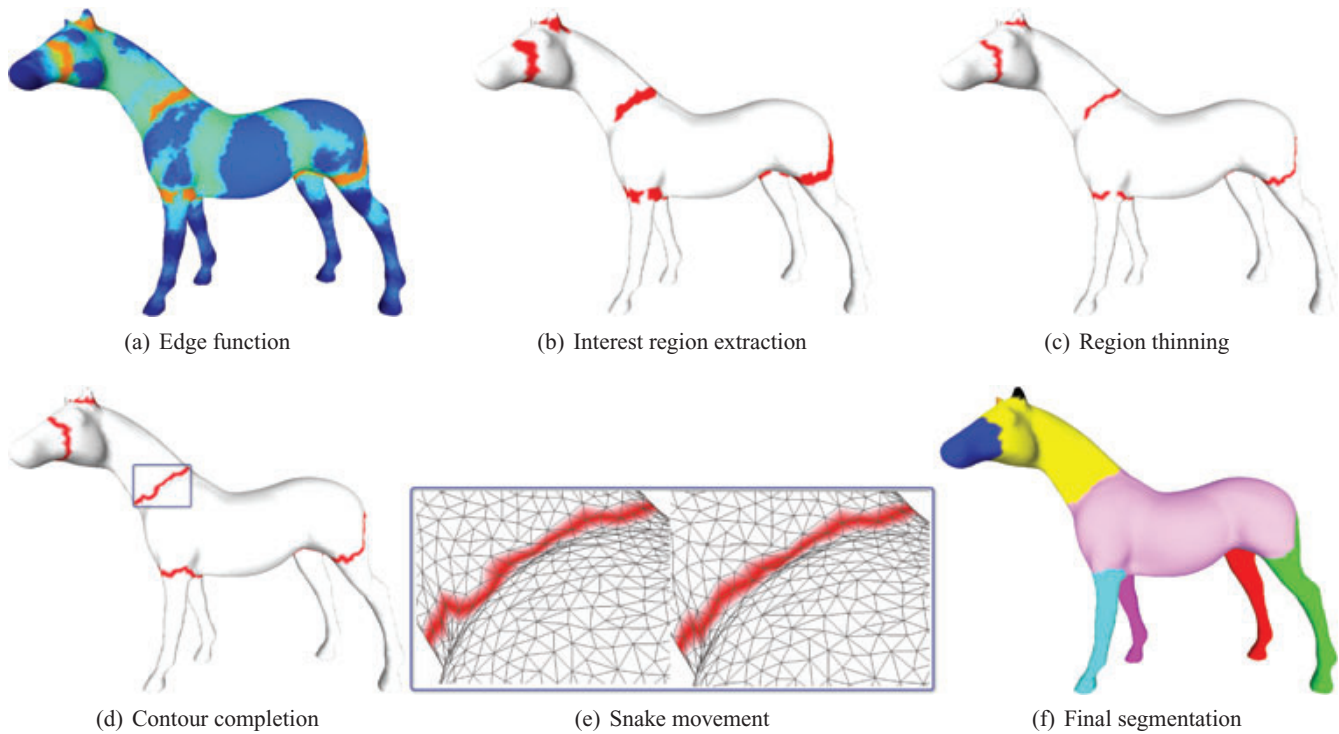 (a) Edge function
(b) Interest region extraction
(c) Region thinning
(d) Contour completion
(e) Snake movement
(f) Final segmentation